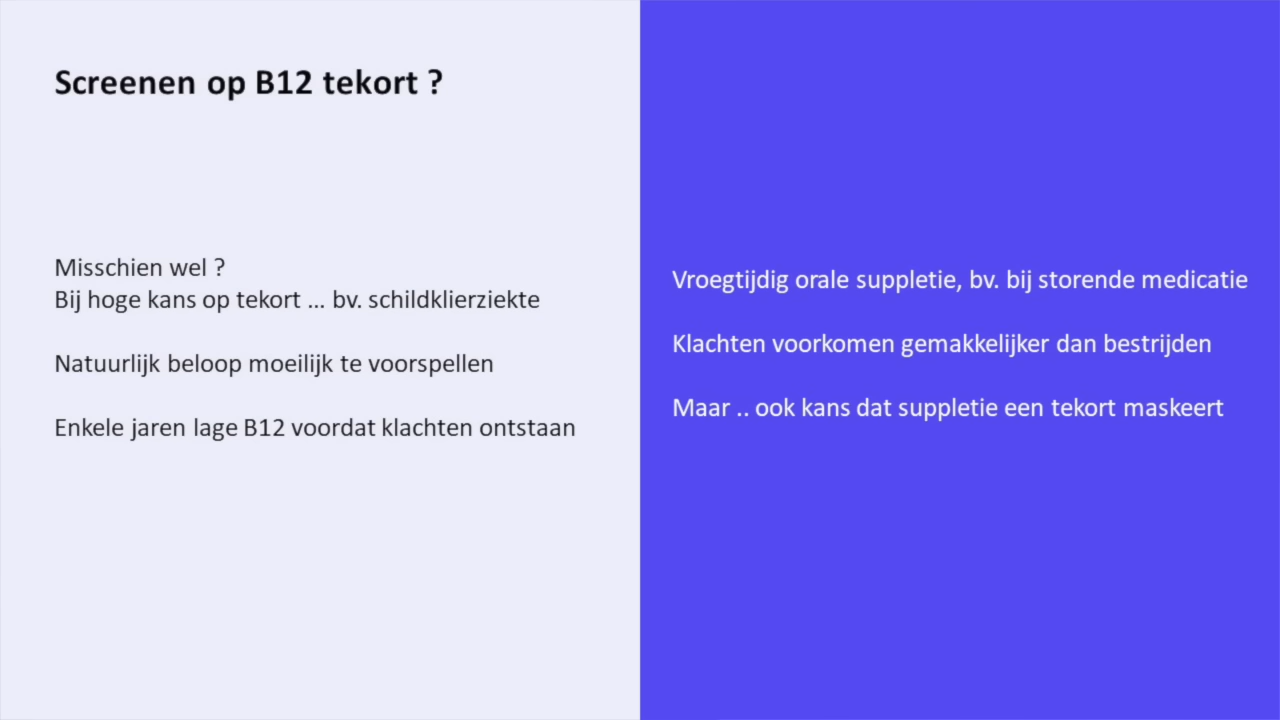 Screenen op B12 tekort ?
Misschien wel ?
Bij hoge kans op tekort ... bv. schildklierziekte
Natuurlijk beloop moeilijk te voorspellen
Enkele jaren lage B12 voordat klachten ontstaan
Vroegtijdig orale suppletie, bv. bij storende medicatie
Klachten voorkomen gemakkelijker dan bestrijden
Maar .. ook kans dat suppletie een tekort maskeert